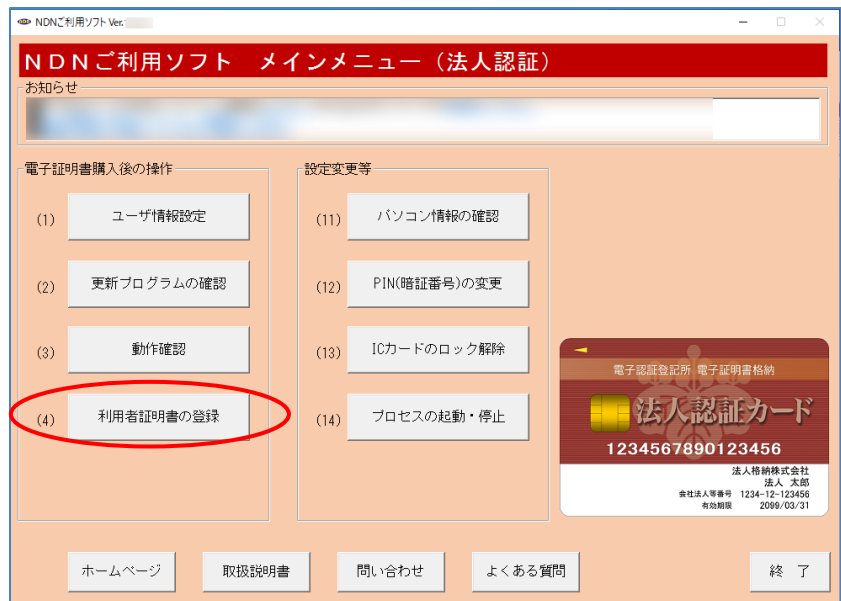 NDNご利用ソフト Ver.
NDNご利用ソフト メインメニュー（法人認証）
お知らせ
電子証明書購入後の操作
(1) ユーザ情報設定
(2) 更新プログラムの確認
(3) 動作確認
(4) 利用者証明書の登録
設定変更等
(11) パソコン情報の確認
(12) PIN(暗証番号)の変更
(13) ICカードのロック解除
(14) プロセスの起動・停止
電子認証登記所 電子証明書格納
法人認証カード
1234567890123456
法人格納株式会社
法人 太郎
会社法人等番号 1234-12-123456
有効期限 2099/03/31
ホームページ
取扱説明書
問い合わせ
よくある質問
終 了